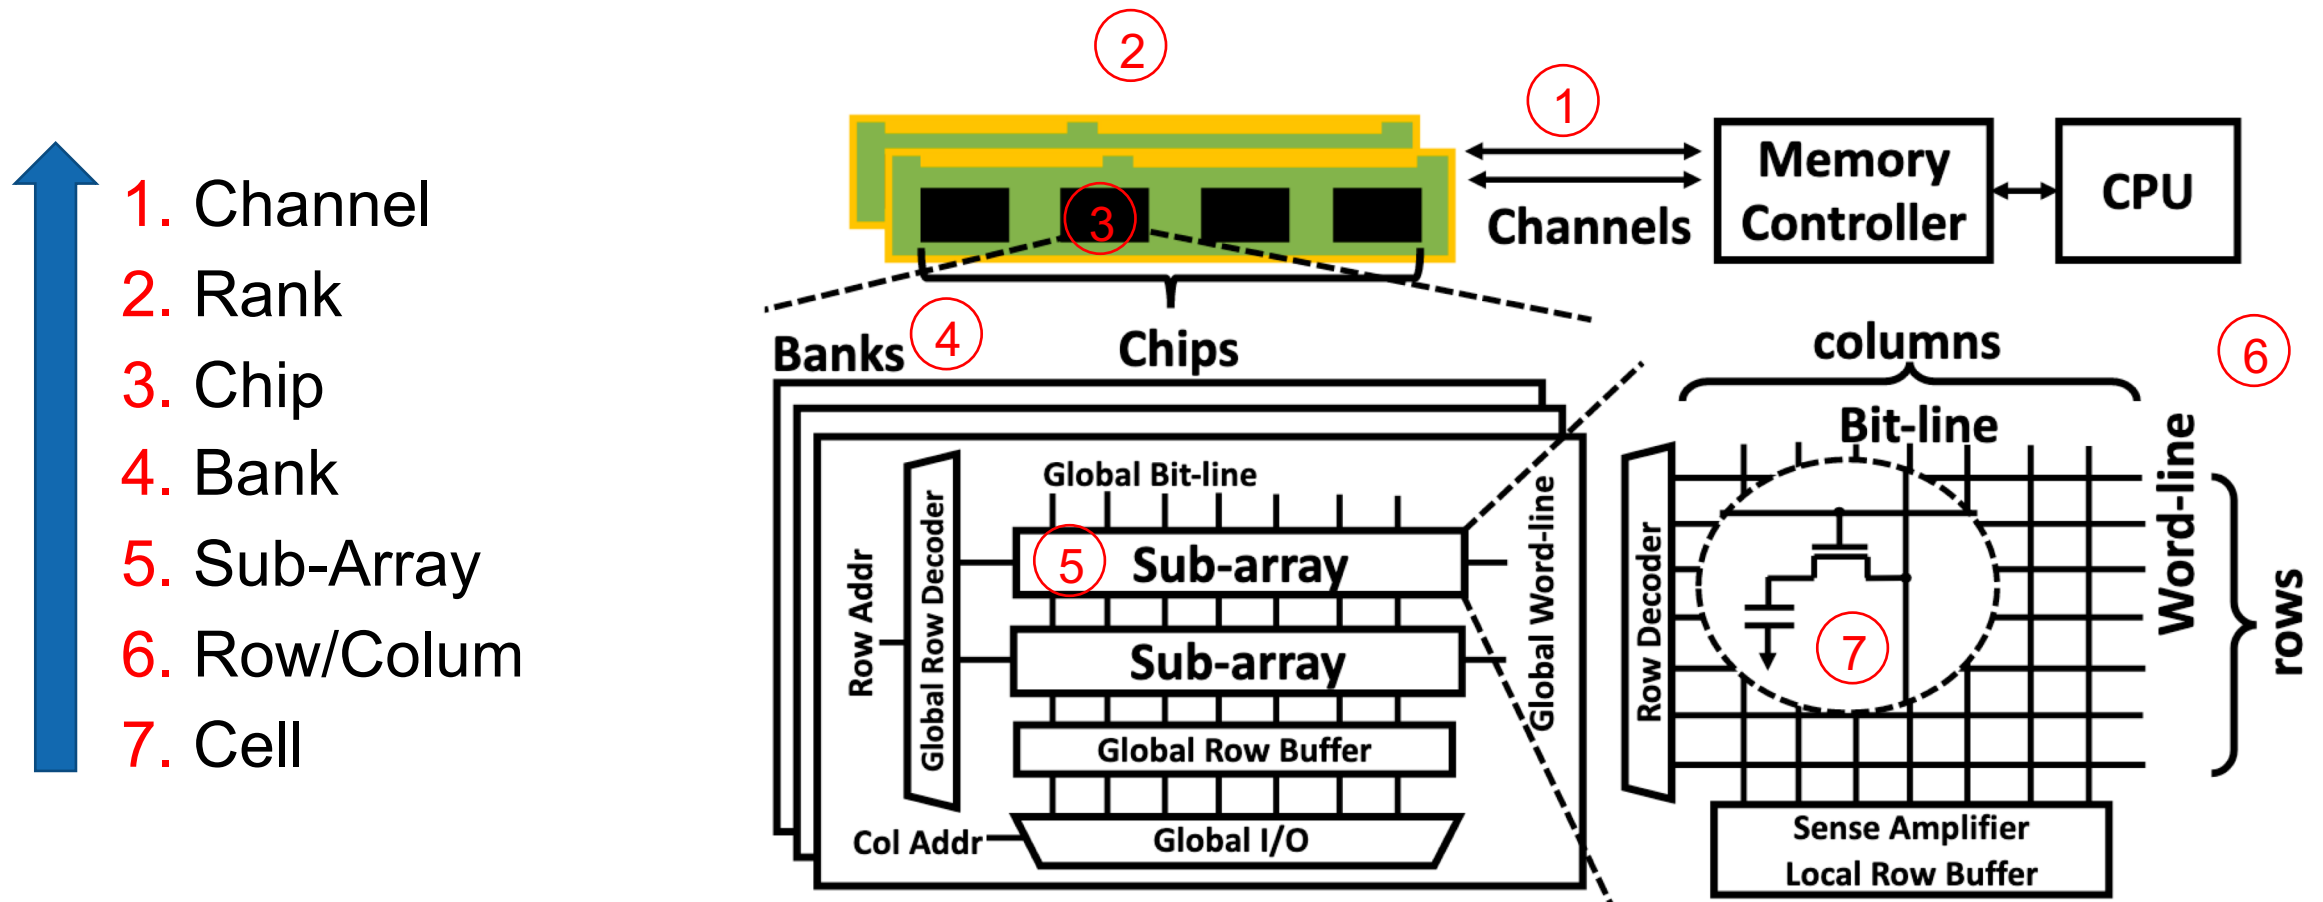 1. Channel
2. Rank
3. Chip
4. Bank
5. Sub-Array
6. Row/Colum
7. Cell
2
1
3
Channels
Memory
Controller
CPU
Banks
4
Chips
Global Bit-line
Row Addr
Global Row Decoder
5
Sub-array
Sub-array
Global Word-line
Global Row Buffer
Col Addr
Global I/O
columns
6
Bit-line
Word-line
rows
Row Decoder
7
Sense Amplifier
Local Row Buffer